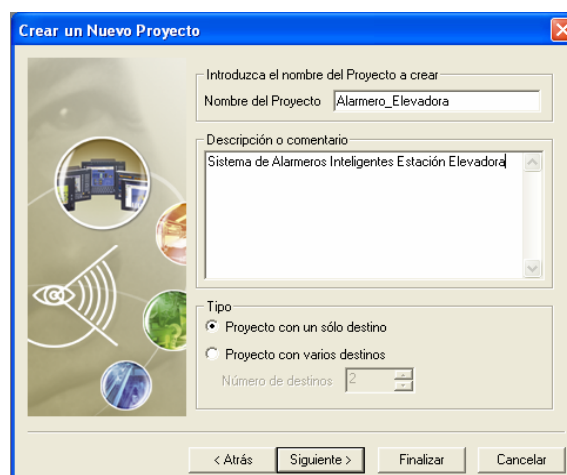 Crear un Nuevo Proyecto
Introduzca el nombre del Proyecto a crear
Nombre del Proyecto Alarmero_Elevadora
Descripción o comentario
Sistema de Alarmeros Inteligentes Estación Elevadora
Tipo
Proyecto con un sólo destino
Proyecto con varios destinos
Número de destinos 2
< Atrás Siguiente > Finalizar Cancelar